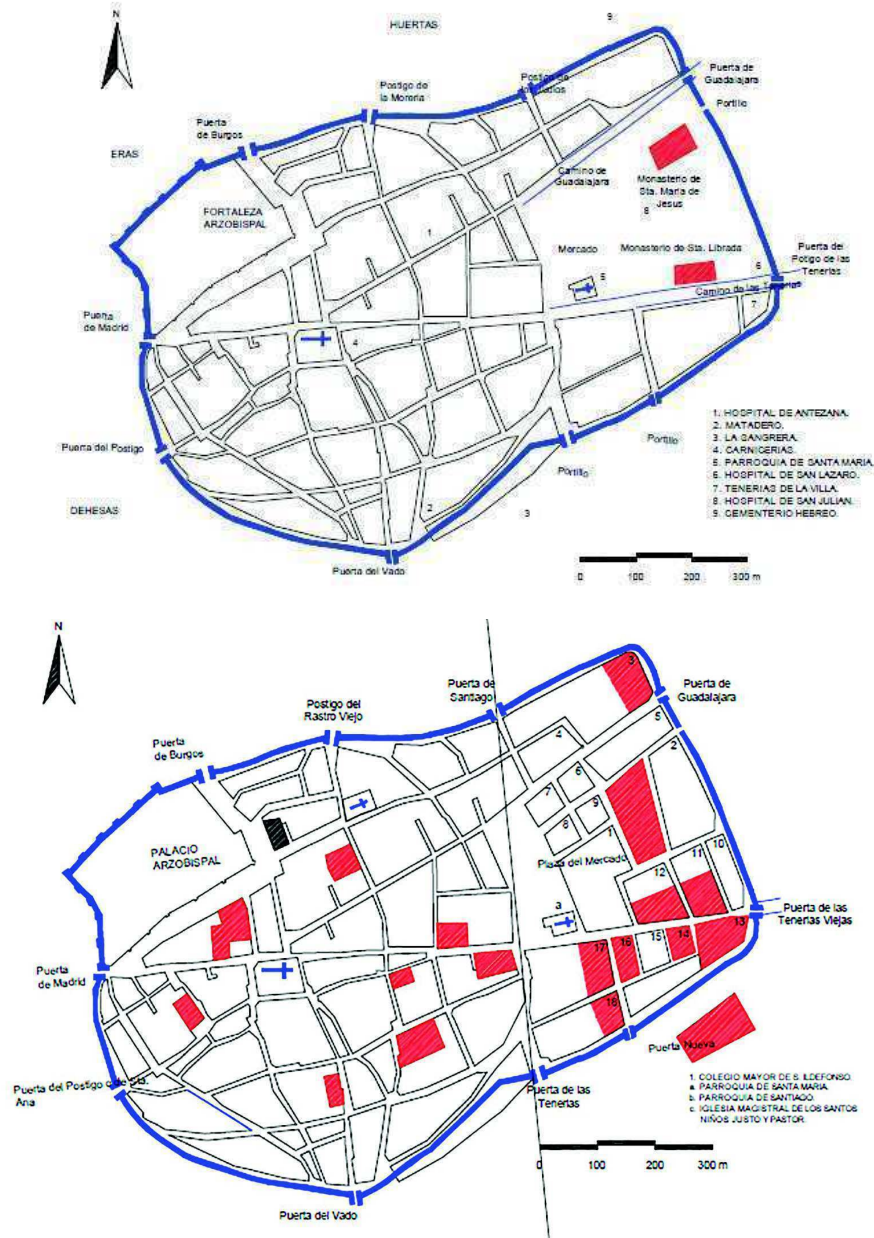 N
HUERTAS
9
Puerta de
Guadalajara
Portillo
Postigo de
los Judios
Postigo de
la Moreria
Puerta
de Burgos
ERAS
FORTALEZA
ARZOBISPAL
Camino de
Guadalajara
Monasterio de
Sta. Maria de
Jesus
8
1
Mercado
Monasterio de Sta. Librada
Puerta del
Potigo de las
Tenerias
5
6
Camino de las Tenerias
7
Puerta
de Madrid
4
Puerta del Postigo
Portillo
Portillo
DEHESAS
2
3
Puerta del Vado
1. HOSPITAL DE ANTEZANA.
2. MATADERO.
3. LA SANGRERA.
4. CARNICERIAS.
5. PARROQUIA DE SANTA MARIA.
6. HOSPITAL DE SAN LAZARO.
7. TENERIAS DE LA VILLA.
8. HOSPITAL DE SAN JULIAN.
9. CEMENTERIO HEBREO.
0 100 200 300 m
N
Puerta de
Santiago
Puerta de
Guadalajara
Postigo del
Rastro Viejo
Puerta
de Burgos
3
5
4
2
6
7
9
8
1
PALACIO
ARZOBISPAL
Plaza del Mercado
10
11
12
a
Puerta de las
Tenerias Viejas
13
14
15
16
17
18
Puerta
de Madrid
Puerta Nueva
Puerta del Postigo o de Sta.
Ana
Puerta de las
Tenerias
Puerta del Vado
1. COLEGIO MAYOR DE S. ILDEFONSO.
a. PARROQUIA DE SANTA MARIA.
b. PARROQUIA DE SANTIAGO.
c. IGLESIA MAGISTRAL DE LOS SANTOS
NIÑOS JUSTO Y PASTOR.
0 100 200 300 m